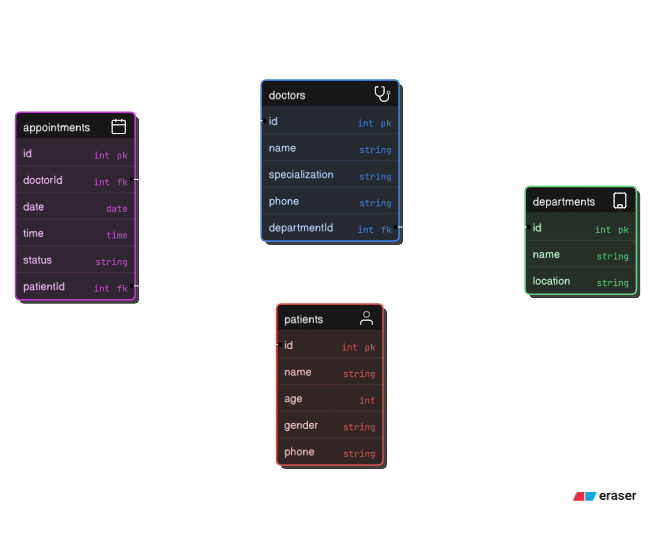 appointments
id int pk
doctorId int fk
date date
time time
status string
patientId int fk
doctors
id int pk
name string
specialization string
phone string
departmentId int fk
departments
id int pk
name string
location string
patients
id int pk
name string
age int
gender string
phone string
eraser